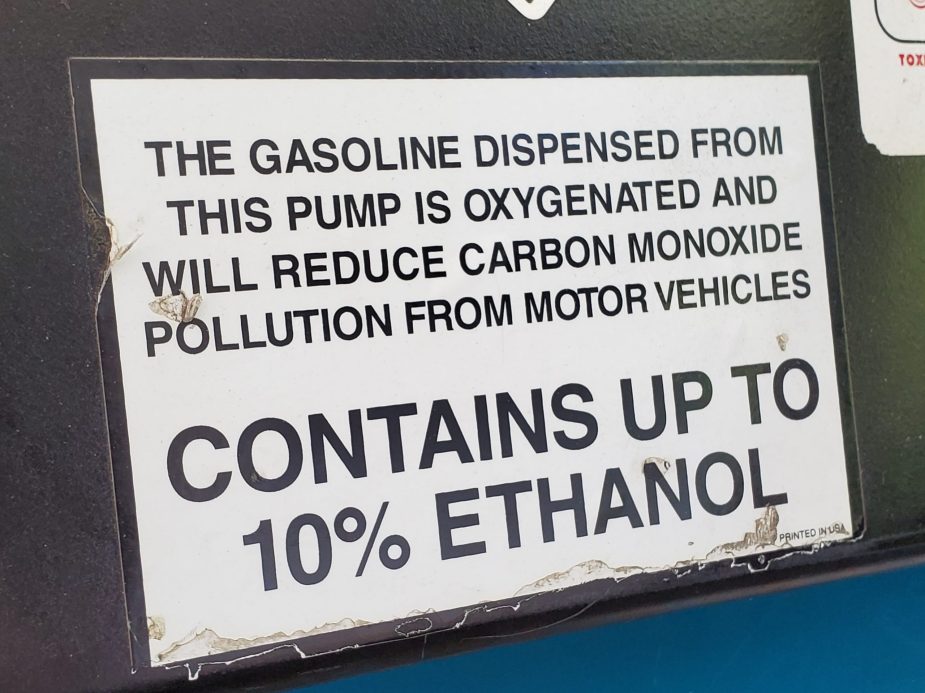 THE GASOLINE DISPENSED FROM
THIS PUMP IS OXYGENATED AND
WILL REDUCE CARBON MONOXIDE
POLLUTION FROM MOTOR VEHICLES
CONTAINS UP TO
10% ETHANOL
PRINTED IN USA